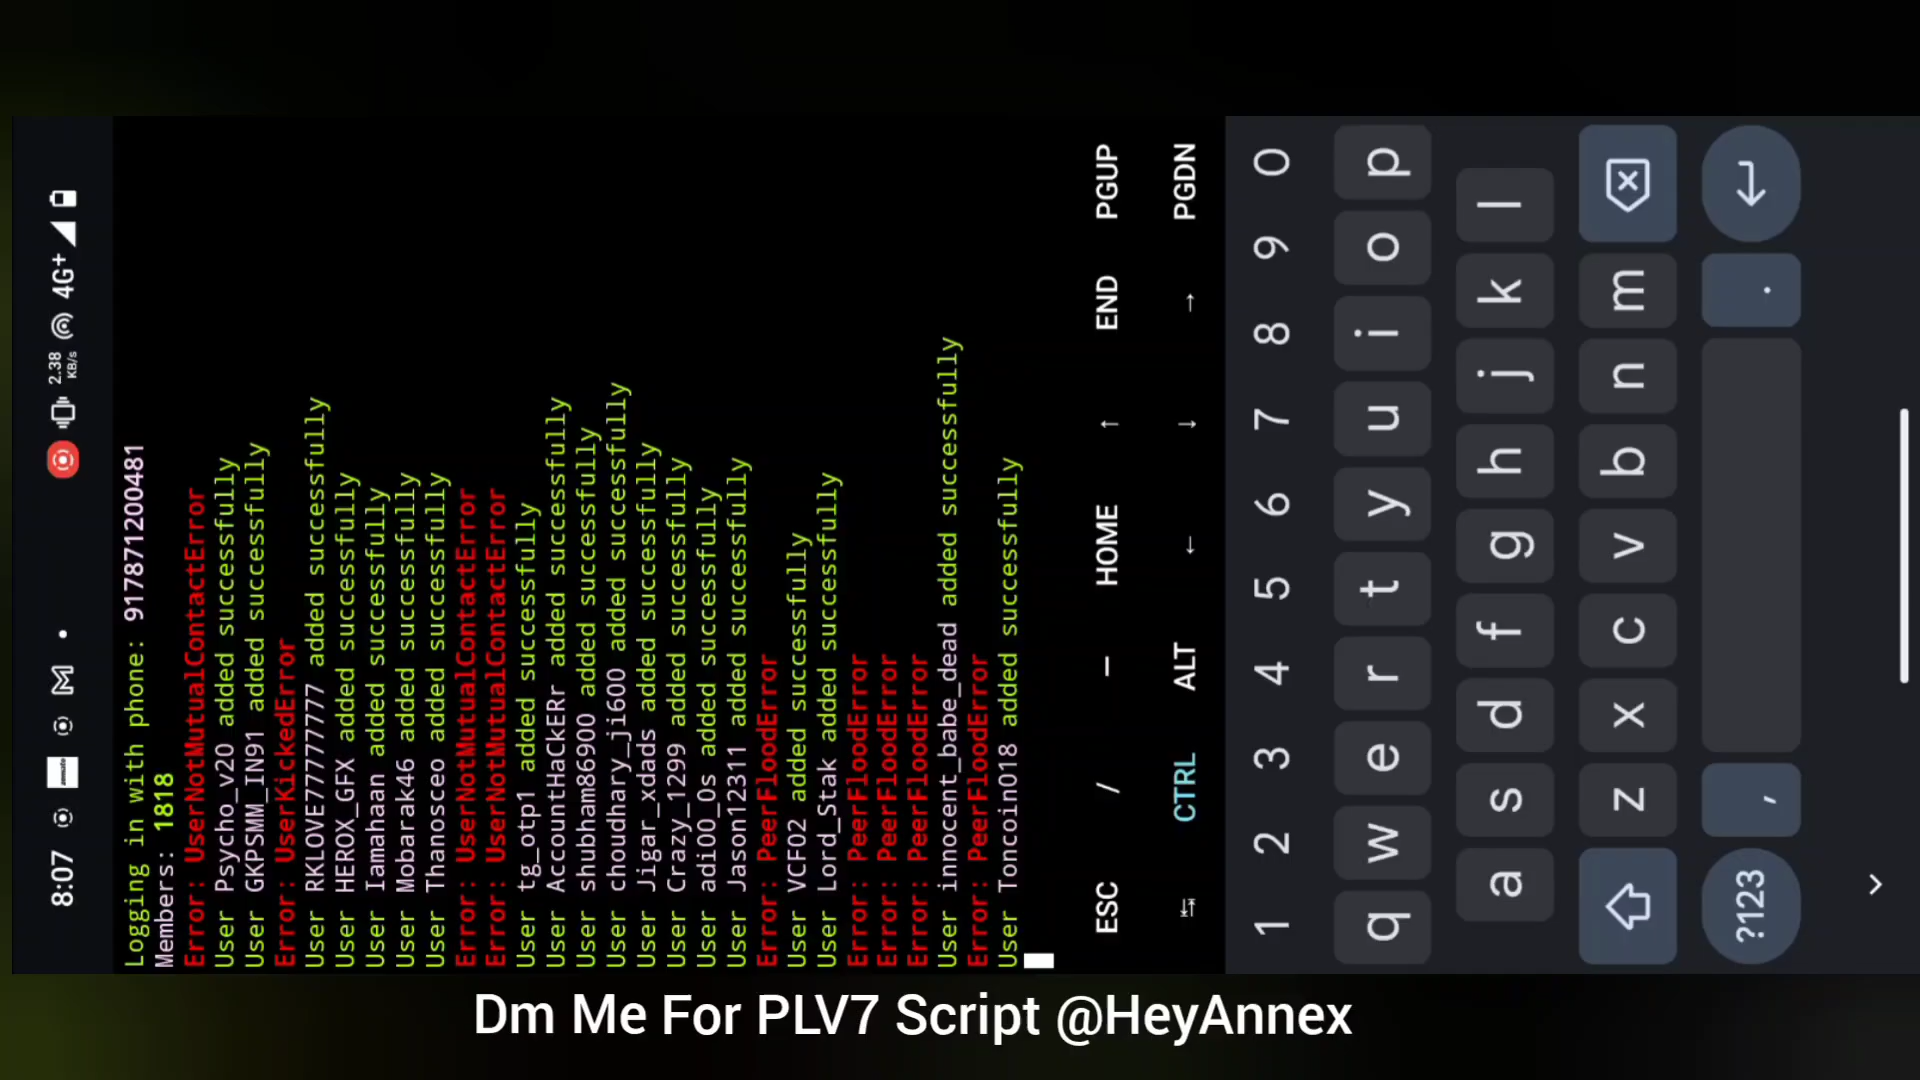 8:07
2.38
KB/s
4G+
Logging in with phone: 917871200481
Members: 1818
Error: UserNotMutualContactError
User Psycho_v20 added successfully
User GKPSMM_IN91 added successfully
Error: UserKickedError
User RKLOVE777777777 added successfully
User HEROX_GFX added successfully
User Iamahaan added successfully
User Mobarak46 added successfully
User Thanosceo added successfully
Error: UserNotMutualContactError
Error: UserNotMutualContactError
User tg_otp1 added successfully
User AccountHaCkERr added successfully
User shubham86900 added successfully
User choudhary_ji600 added successfully
User Jigar_xdads added successfully
User Crazy_1299 added successfully
User adi00_0s added successfully
User Jason12311 added successfully
Error: PeerFloodError
User VCF02 added successfully
User Lord_Stak added successfully
Error: PeerFloodError
Error: PeerFloodError
Error: PeerFloodError
User innocent_babe_dead added successfully
Error: PeerFloodError
User Toncoin018 added successfully
ESC / — HOME ↑ END PGUP
↹ CTRL ALT ← ↓ → PGDN
1 2 3 4 5 6 7 8 9 0
q w e r t y u i o p
a s d f g h j k l
z x c v b n m
?123 , .
Dm Me For PLV7 Script @HeyAnnex